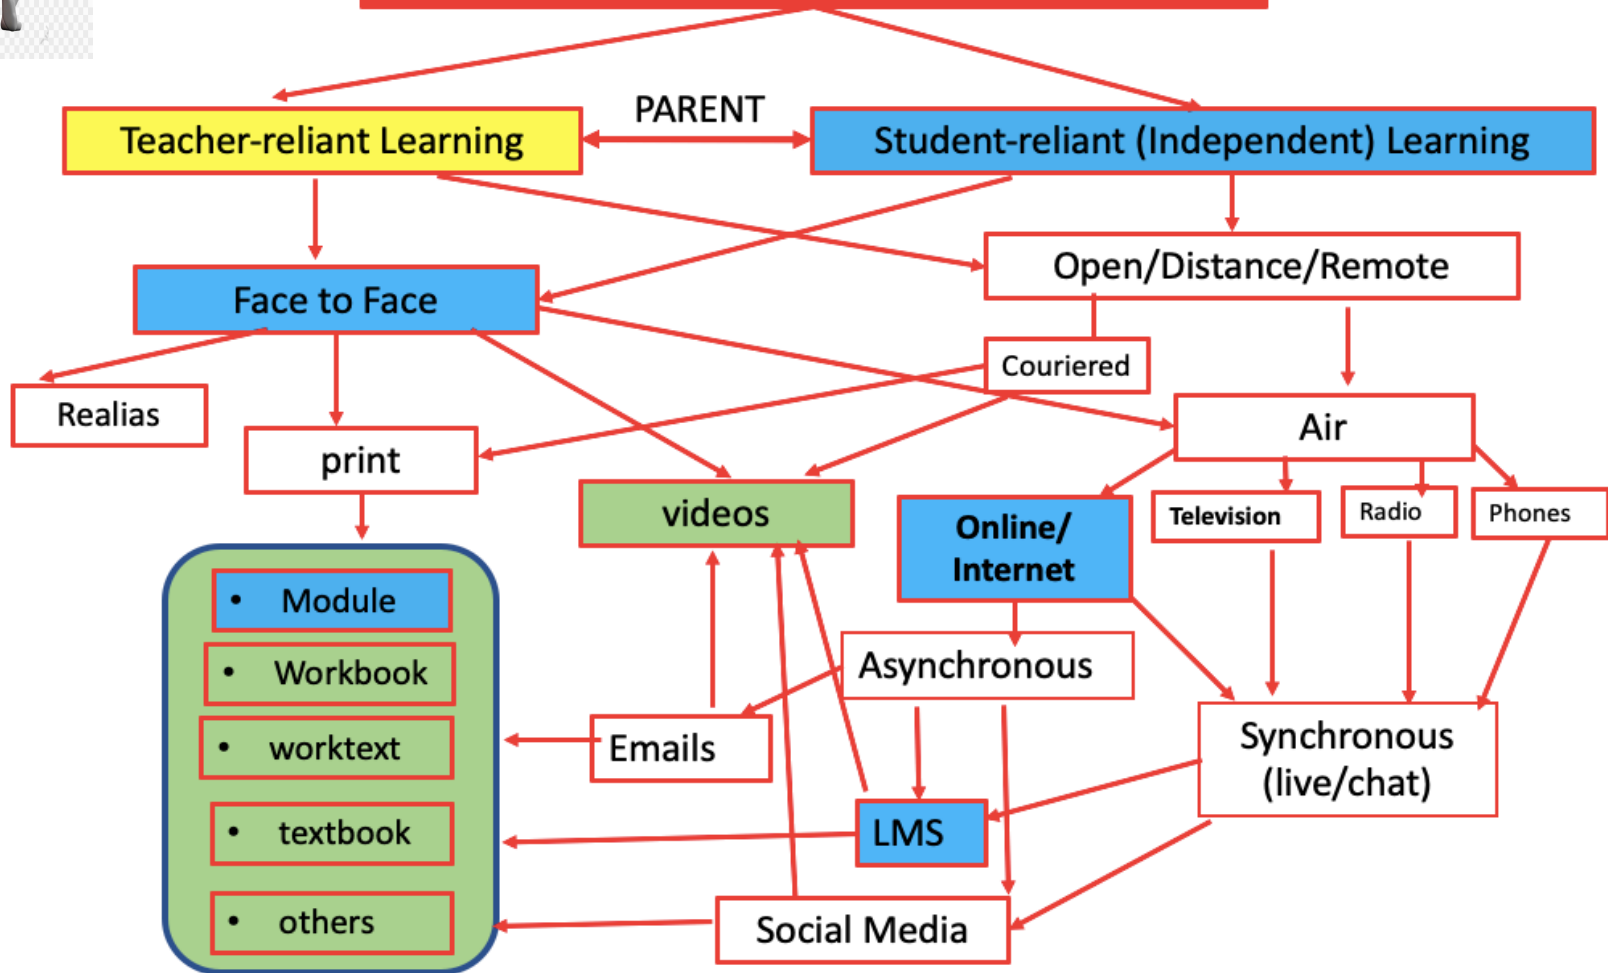 PARENT
Teacher-reliant Learning
Student-reliant (Independent) Learning
Open/Distance/Remote
Face to Face
Couriered
Realias
Air
print
videos
Online/
Internet
Television
Radio
Phones
• Module
Asynchronous
• Workbook
• worktext
Emails
Synchronous
(live/chat)
• textbook
LMS
• others
Social Media